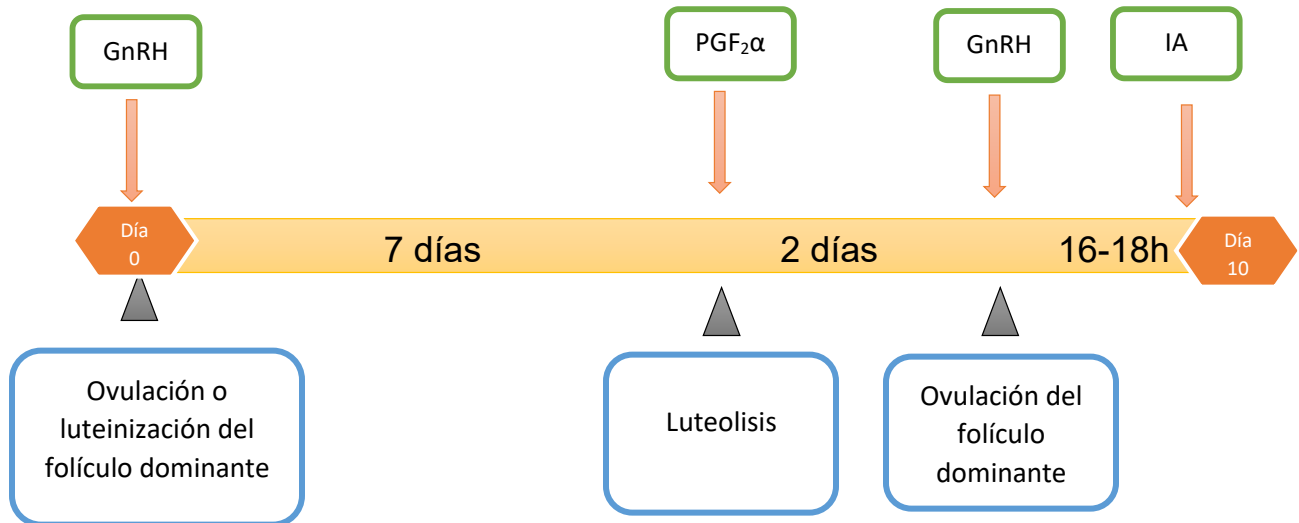 GnRH
PGF₂α
GnRH
IA
Día
0
7 días
2 días
16-18h
Día
10
Ovulación o
luteinización del
folículo dominante
Luteolisis
Ovulación del
folículo
dominante